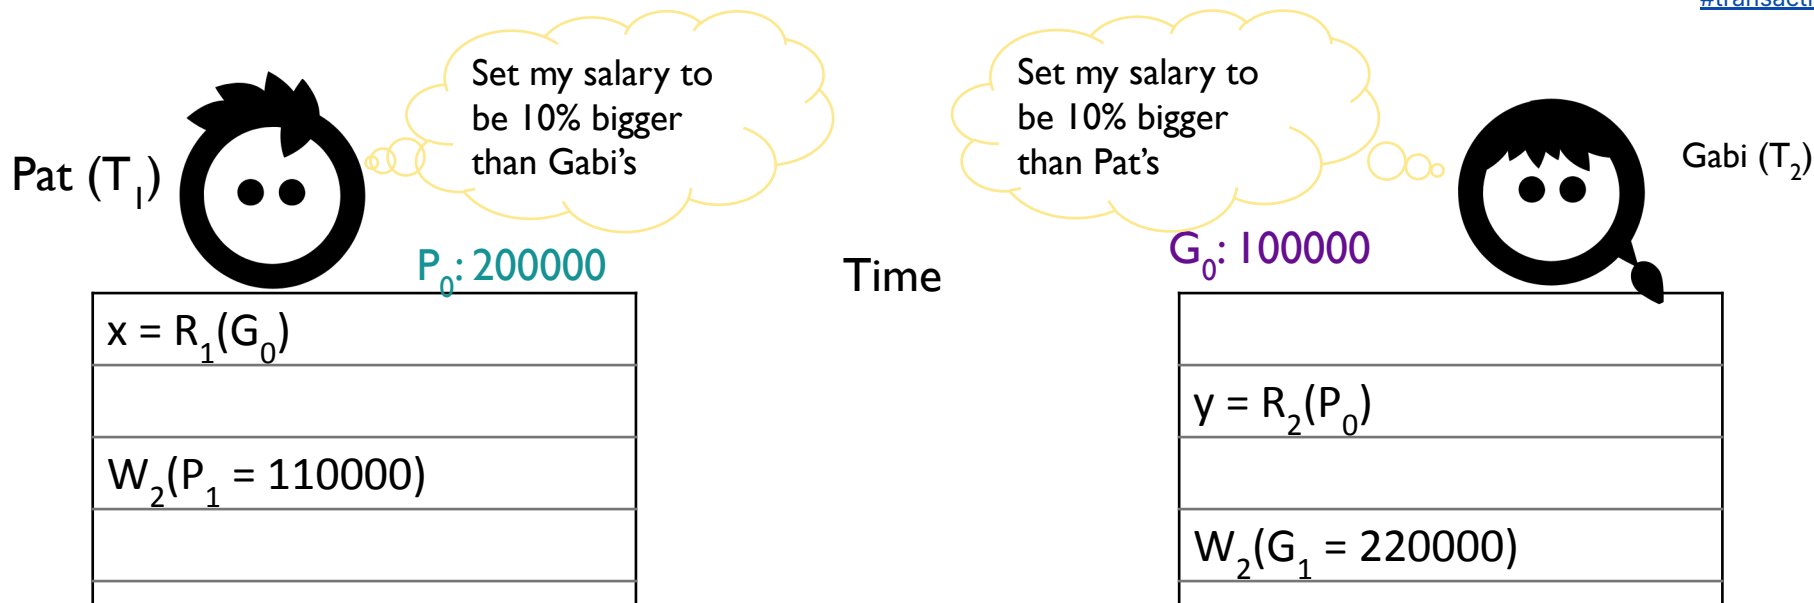 #transacti
Set my salary to
be 10% bigger
than Gabi's
Set my salary to
be 10% bigger
than Pat's
Pat (T₁)
Gabi (T₂)
P₀: 200000
Time
G₀: 100000
x = R₁(G₀)
y = R₂(P₀)
W₂(P₁ = 110000)
W₂(G₁ = 220000)